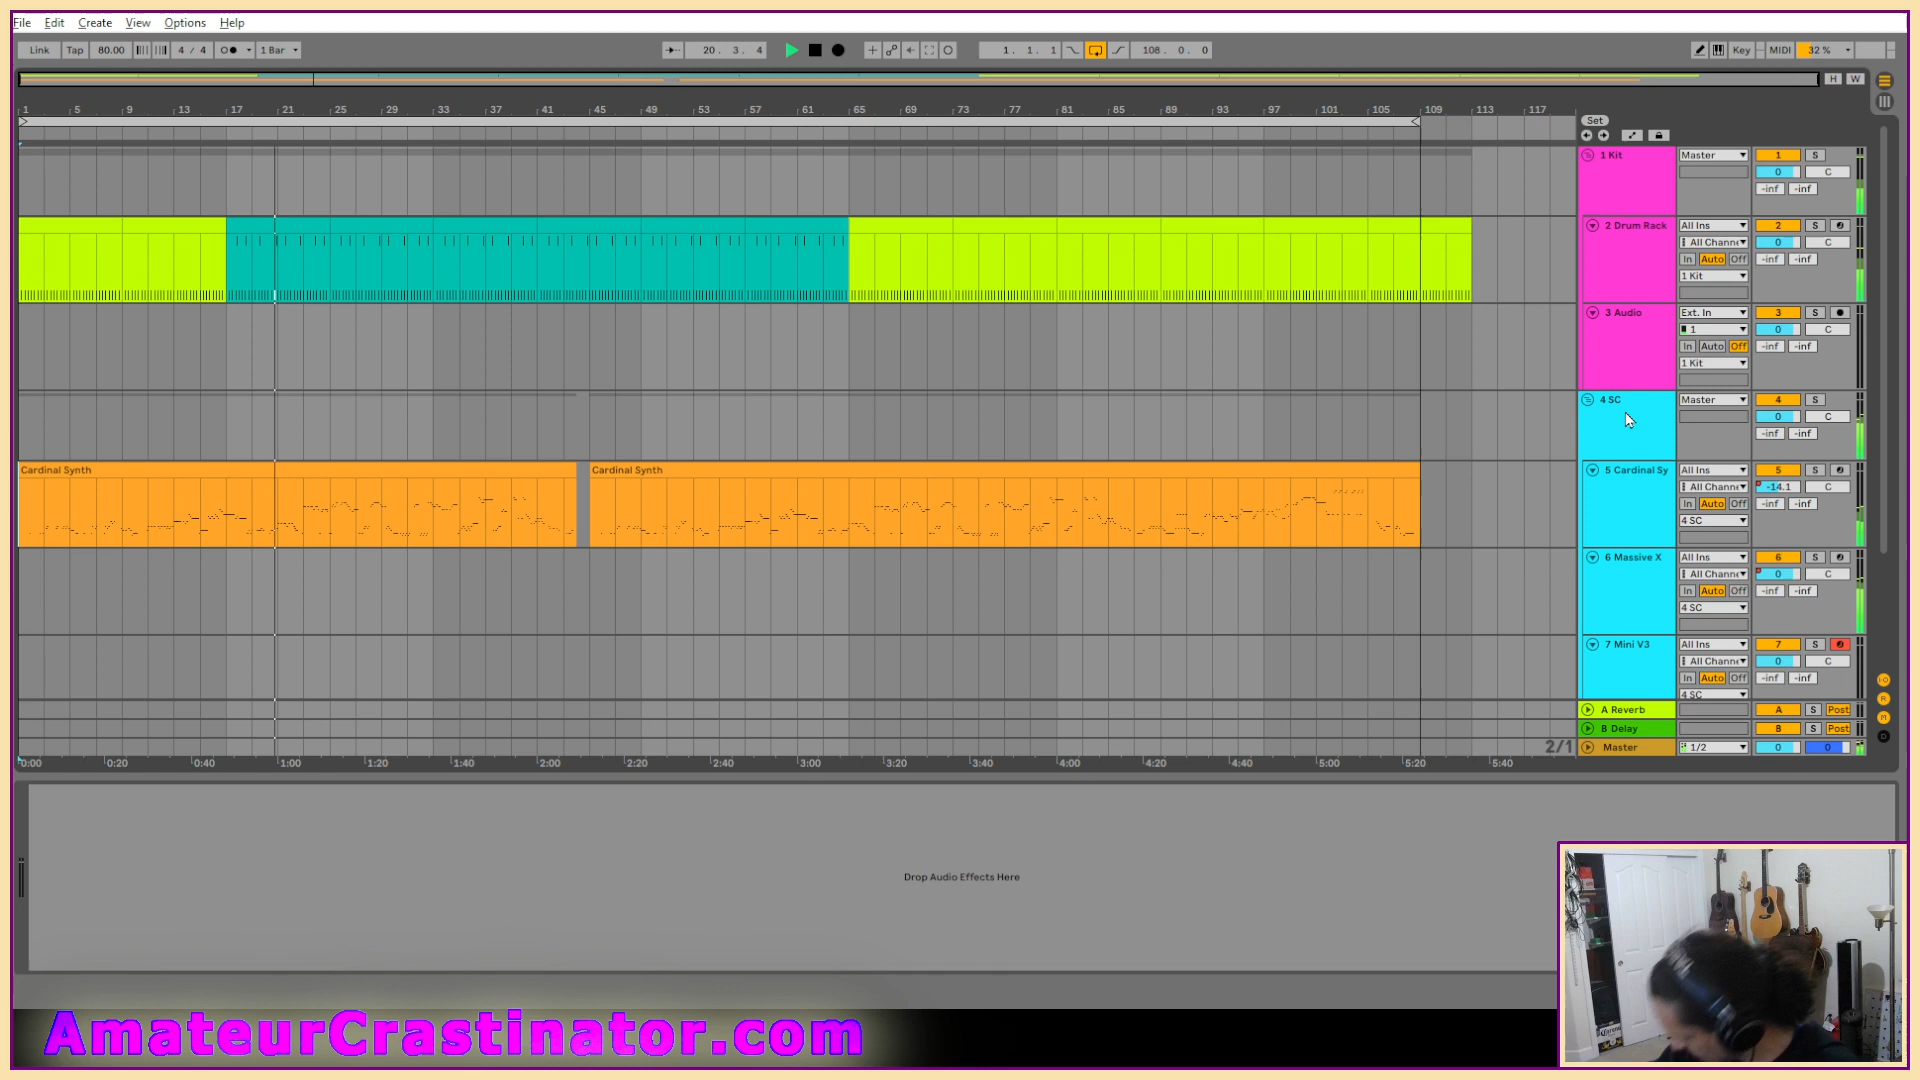 File Edit Create View Options Help
Link Tap 80.00 4 / 4 1 Bar 20 . 3 . 4 1 . 1 . 1 108 . 0 . 0 Key MIDI 32 %
H W
1 5 9 13 17 21 25 29 33 37 41 45 49 53 57 61 65 69 73 77 81 85 89 93 97 101 105 109 113 117
Set
1 Kit Master 1 S
0 C
-inf -inf
2 Drum Rack All Ins 2 S
All Channe 0 C
In Auto Off -inf -inf
1 Kit
3 Audio Ext. In 3 S
1 0 C
In Auto Off -inf -inf
1 Kit
4 SC Master 4 S
0 C
-inf -inf
Cardinal Synth Cardinal Synth 5 Cardinal Sy All Ins 5 S
All Channe -14.1 C
In Auto Off -inf -inf
4 SC
6 Massive X All Ins 6 S
All Channe 0 C
In Auto Off -inf -inf
4 SC
7 Mini V3 All Ins 7 S
All Channe 0 C
In Auto Off -inf -inf
4 SC
A Reverb A S Post
B Delay B S Post
2/1 Master 1/2 0 0
0:00 0:20 0:40 1:00 1:20 1:40 2:00 2:20 2:40 3:00 3:20 3:40 4:00 4:20 4:40 5:00 5:20 5:40
Drop Audio Effects Here
AmateurCrastinator.com